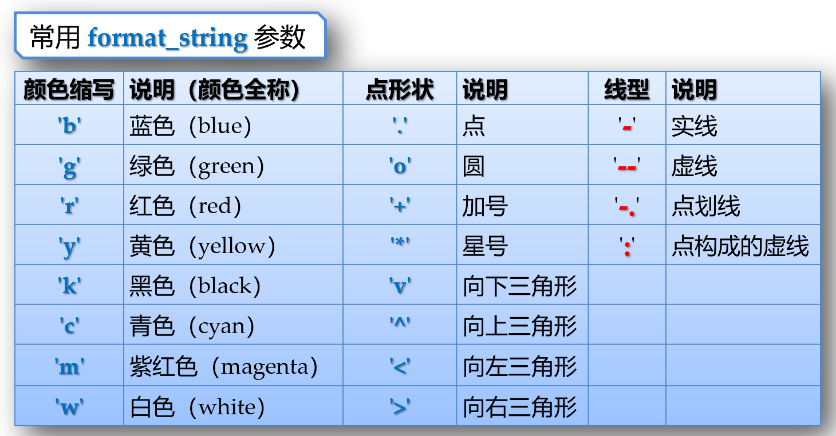 常用 format_string 参数
颜色缩写 说明（颜色全称） 点形状 说明 线型 说明
'b' 蓝色（blue） '.' 点 '-' 实线
'g' 绿色（green） 'o' 圆 '--' 虚线
'r' 红色（red） '+' 加号 '-.' 点划线
'y' 黄色（yellow） '*' 星号 ':' 点构成的虚线
'k' 黑色（black） 'v' 向下三角形
'c' 青色（cyan） '^' 向上三角形
'm' 紫红色（magenta） '<' 向左三角形
'w' 白色（white） '>' 向右三角形